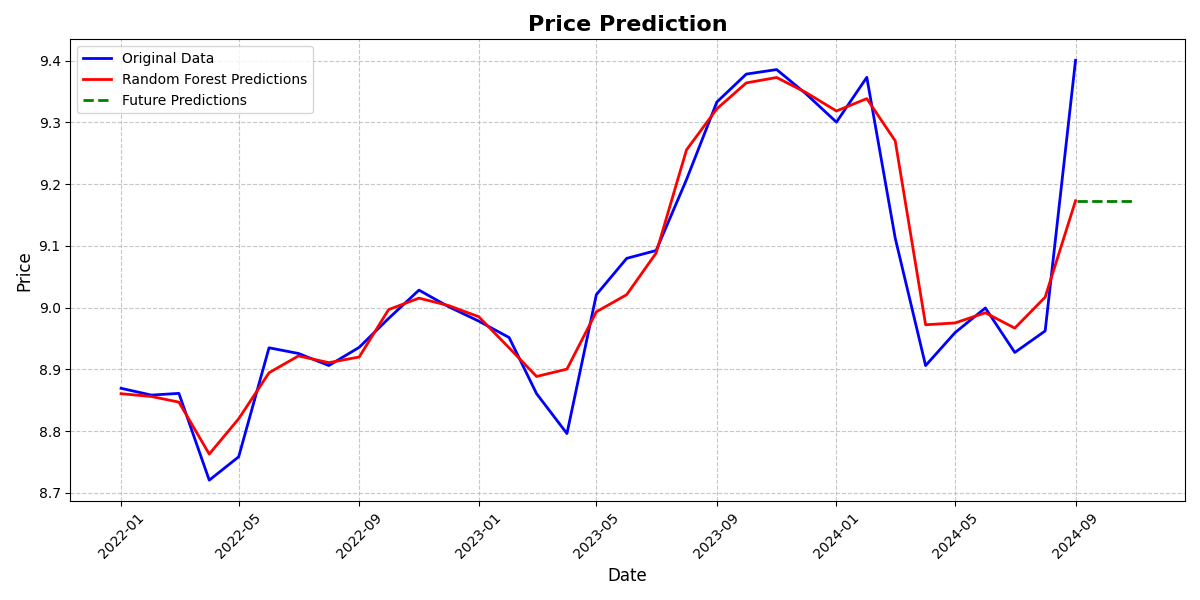 Price Prediction
Original Data
Random Forest Predictions
Future Predictions
Price
9.4
9.3
9.2
9.1
9.0
8.9
8.8
8.7
2022-01
2022-05
2022-09
2023-01
2023-05
2023-09
2024-01
2024-05
2024-09
Date